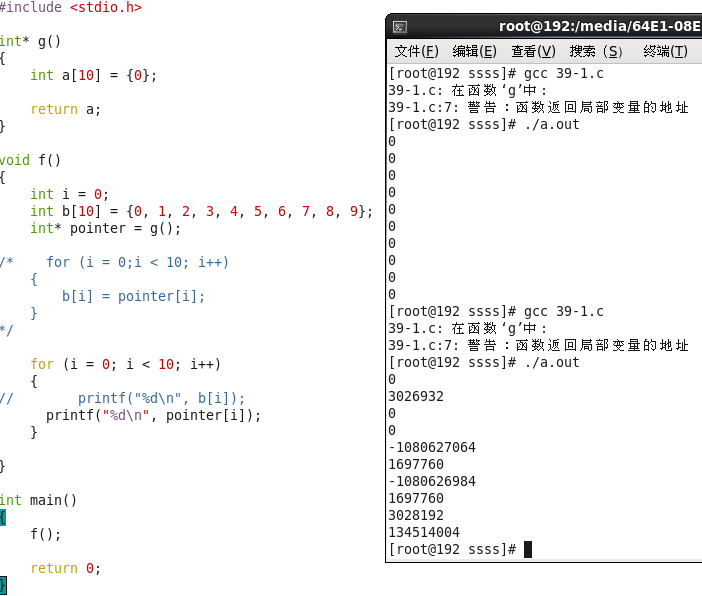 #include <stdio.h>
int* g()
{
    int a[10] = {0};
    return a;
}
void f()
{
    int i = 0;
    int b[10] = {0, 1, 2, 3, 4, 5, 6, 7, 8, 9};
    int* pointer = g();
/*    for (i = 0;i < 10; i++)
    {
        b[i] = pointer[i];
    }
*/
    for (i = 0; i < 10; i++)
    {
//        printf("%d\n", b[i]);
      printf("%d\n", pointer[i]);
    }
}
int main()
{
    f();
    return 0;
}
root@192:/media/64E1-08E
文件(F) 编辑(E) 查看(V) 搜索 (S) 终端(T)
[root@192 ssss]# gcc 39-1.c
39-1.c: 在函数‘g’中:
39-1.c:7: 警告：函数返回局部变量的地址
[root@192 ssss]# ./a.out
0
0
0
0
0
0
0
0
0
0
[root@192 ssss]# gcc 39-1.c
39-1.c: 在函数‘g’中:
39-1.c:7: 警告：函数返回局部变量的地址
[root@192 ssss]# ./a.out
0
3026932
0
0
-1080627064
1697760
-1080626984
1697760
3028192
134514004
[root@192 ssss]#